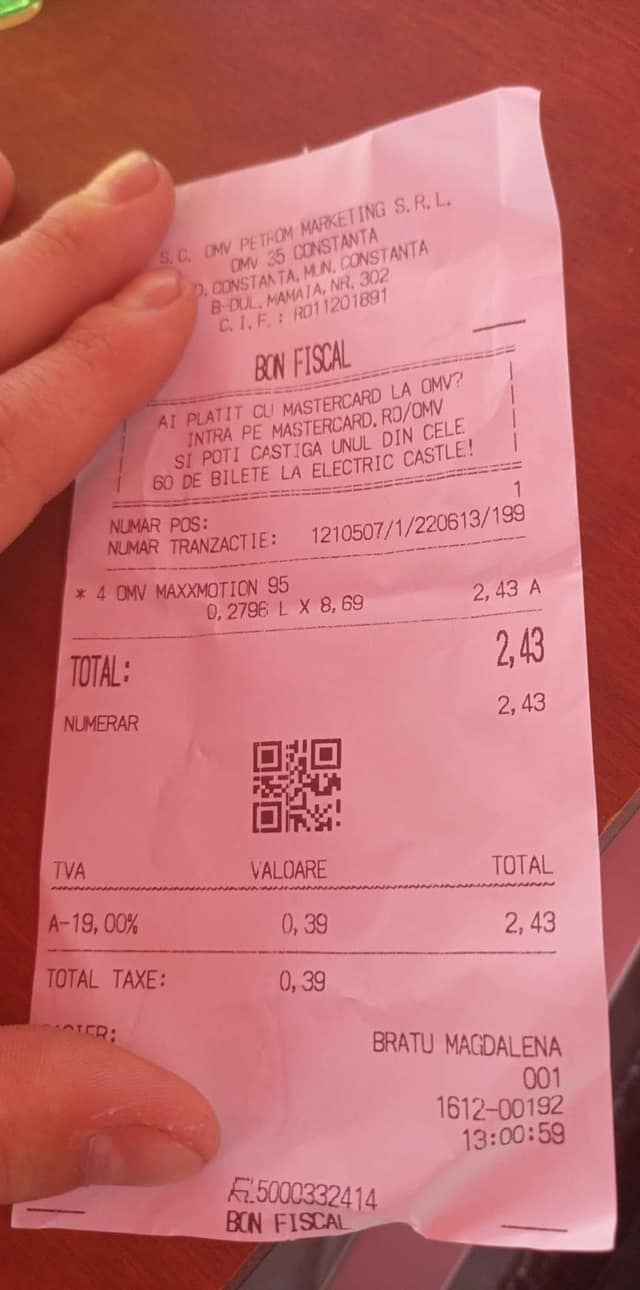 S.C. OMV PETROM MARKETING S.R.L.
OMV 35 CONSTANTA
CONSTANTA, MUN. CONSTANTA
B-DUL. MAMAIA, NR. 302
C.I.F.: RO11201891
BON FISCAL
AI PLATIT CU MASTERCARD LA OMV?
INTRA PE MASTERCARD.RO/OMV
SI POTI CASTIGA UNUL DIN CELE
60 DE BILETE LA ELECTRIC CASTLE!
NUMAR POS: 1
NUMAR TRANZACTIE: 1210507/1/220613/199
* 4 OMV MAXXMOTION 95 2,43 A
0,2796 L X 8,69
TOTAL: 2,43
NUMERAR 2,43
TVA VALOARE TOTAL
A-19,00% 0,39 2,43
TOTAL TAXE: 0,39
BRATU MAGDALENA
001
1612-00192
13:00:59
5000332414
BON FISCAL